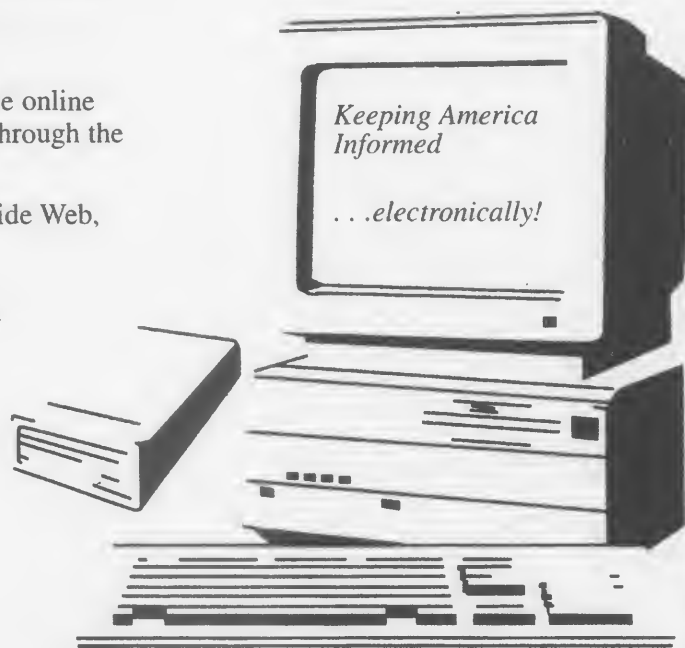 e online
hrough the
ide Web,
Keeping America
Informed
. . .electronically!